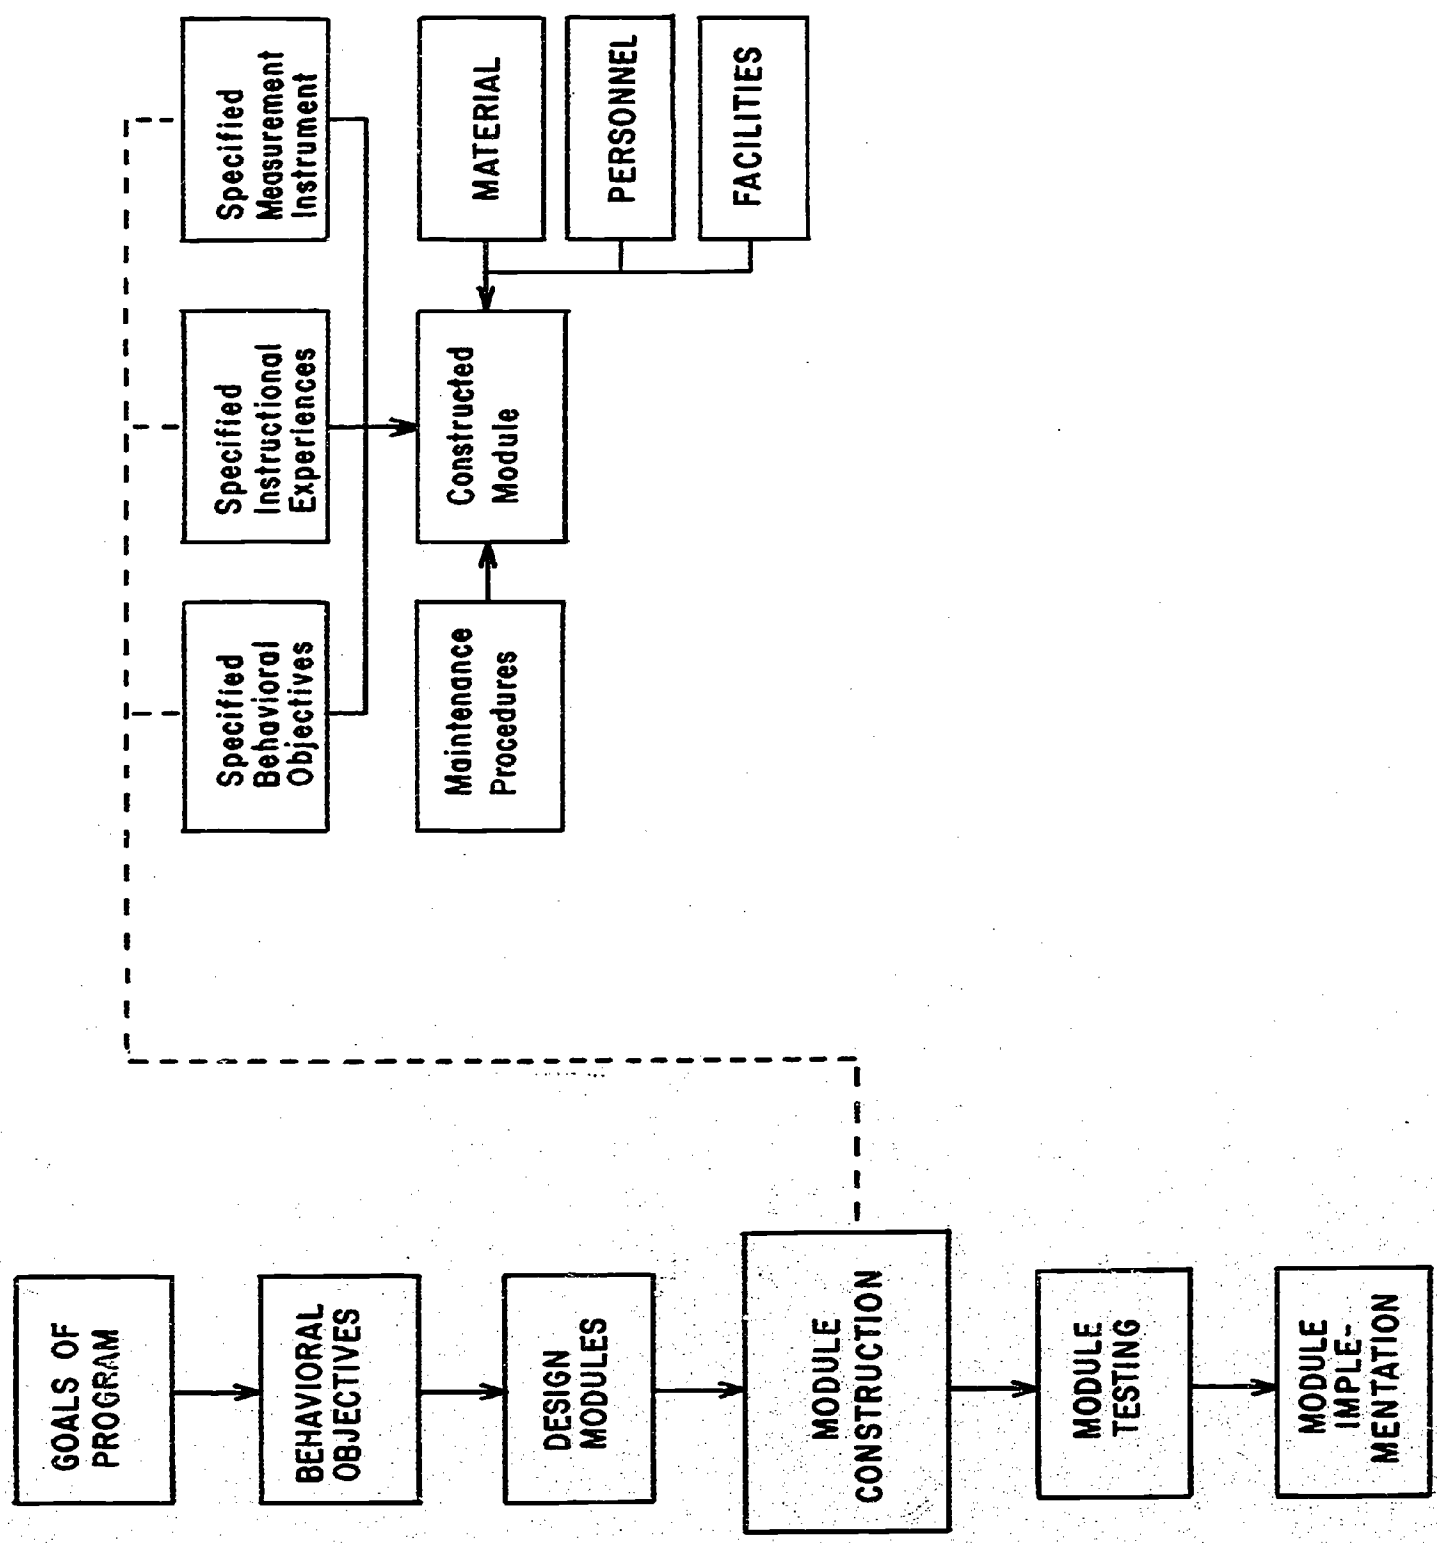 GOALS OF
PROGRAM
BEHAVIORAL
OBJECTIVES
DESIGN
MODULES
MODULE
CONSTRUCTION
MODULE
TESTING
MODULE
IMPLE-
MENTATION
Specified
Behavioral
Objectives
Specified
Instructional
Experiences
Specified
Measurement
Instrument
Maintenance
Procedures
Constructed
Module
MATERIAL
PERSONNEL
FACILITIES